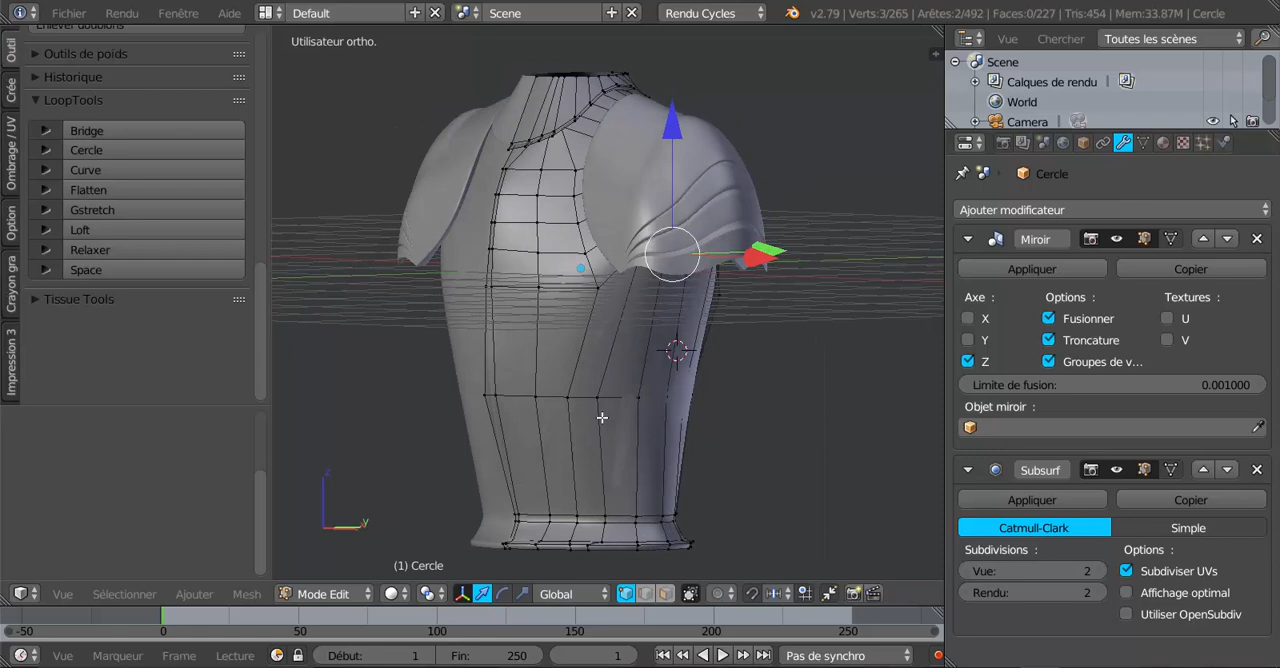 Fichier Rendu Fenêtre Aide Default Scene Rendu Cycles v2.79 | Verts:3/265 | Arêtes:2/492 | Faces:0/227 | Tris:454 | Mem:33.87M | Cercle
Enlever doublons
Outils de poids
Historique
LoopTools
Bridge
Cercle
Curve
Flatten
Gstretch
Loft
Relaxer
Space
Tissue Tools
Outil
Crée
Ombrage / UV
Option
Crayon gra
Impression 3
Utilisateur ortho.
z
y
(1) Cercle
Vue Sélectionner Ajouter Mesh Mode Edit Global
Vue Chercher Toutes les scènes
Scene
Calques de rendu
World
Camera
Cercle
Ajouter modificateur
Miroir
Appliquer Copier
Axe : Options : Textures :
X Fusionner U
Y Troncature V
Z Groupes de v...
Limite de fusion: 0.001000
Objet miroir :
Subsurf
Appliquer Copier
Catmull-Clark Simple
Subdivisions : Options :
Vue: 2 Subdiviser UVs
Rendu: 2 Affichage optimal
Utiliser OpenSubdiv
-50 0 50 100 150 200 250
Vue Marqueur Frame Lecture Début: 1 Fin: 250 1 Pas de synchro